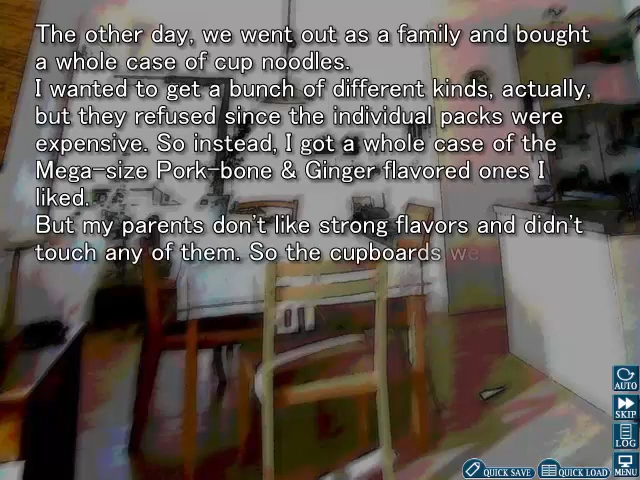 The other day, we went out as a family and bought
a whole case of cup noodles.
I wanted to get a bunch of different kinds, actually,
but they refused since the individual packs were
expensive. So instead, I got a whole case of the
Mega-size Pork-bone & Ginger flavored ones I
liked.
But my parents don't like strong flavors and didn't
touch any of them. So the cupboards we
AUTO
SKIP
LOG
MENU
QUICK SAVE QUICK LOAD